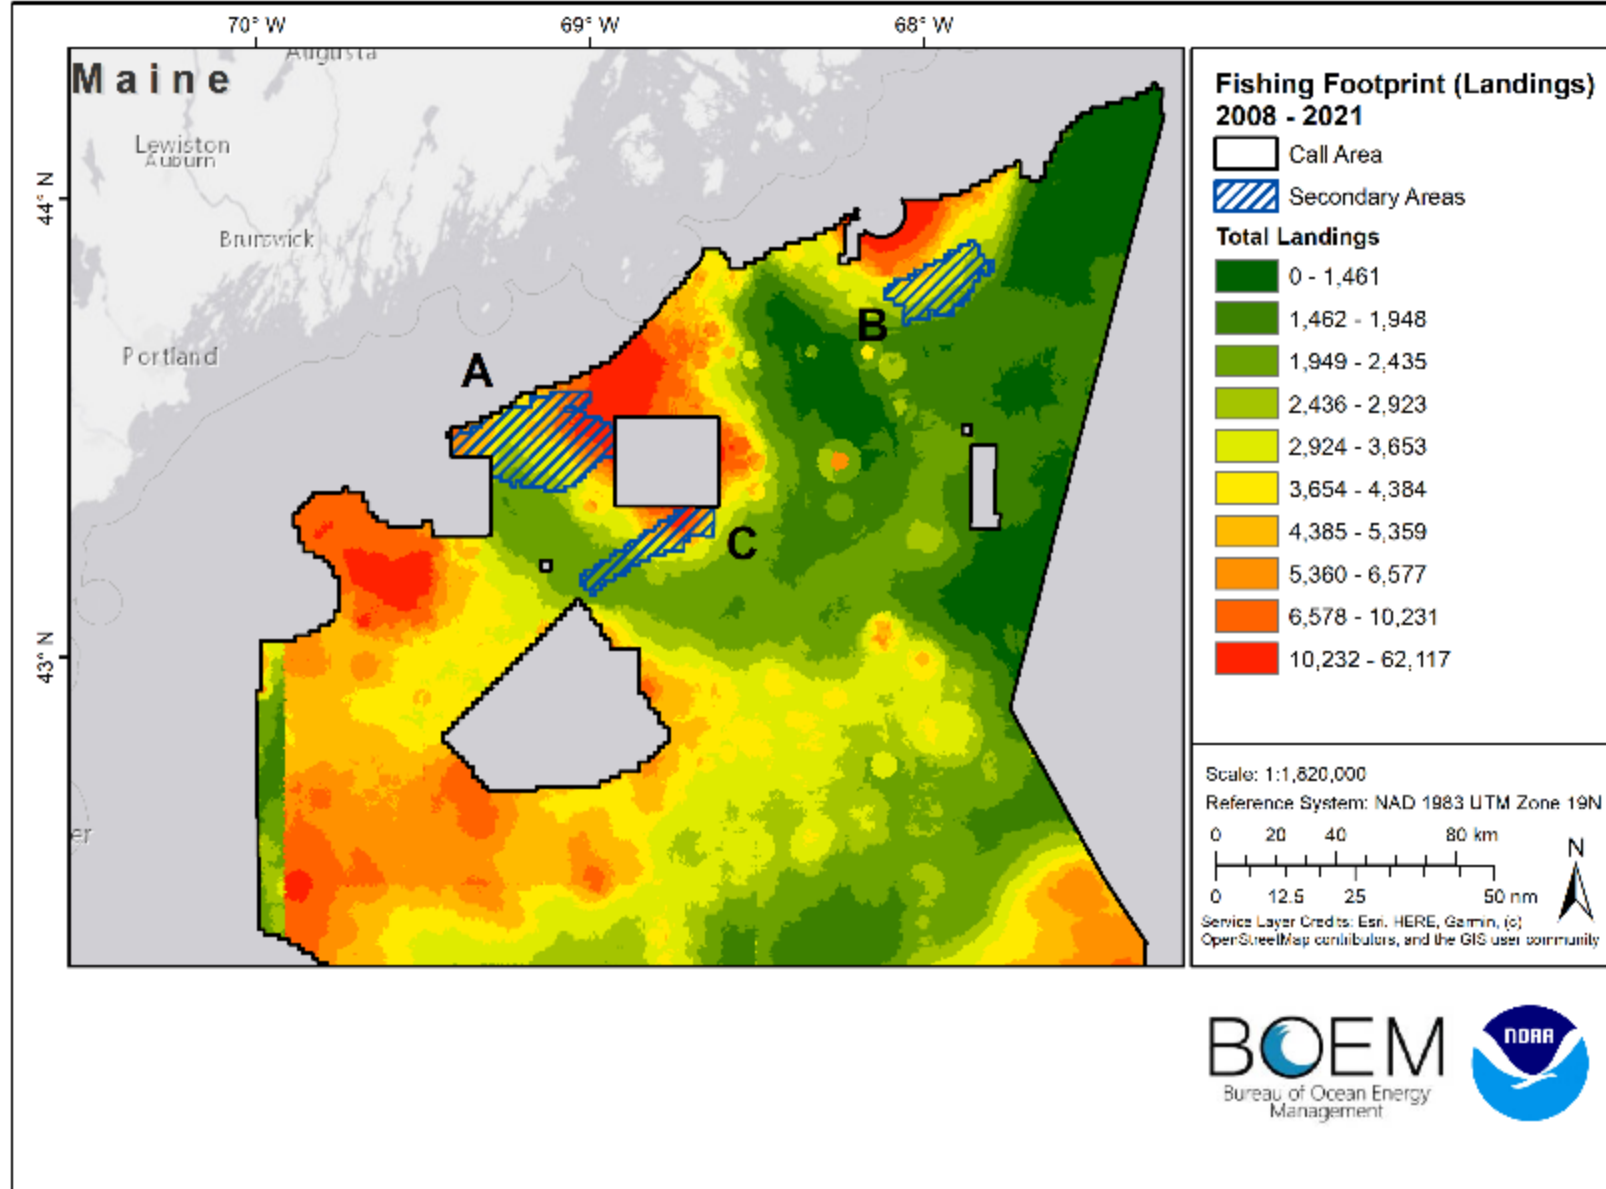 70° W
69° W
68° W
Augusta
Maine
Lewiston
Auburn
Brunswick
Portland
44° N
43° N
A
B
C
er
Fishing Footprint (Landings)
2008 - 2021
Call Area
Secondary Areas
Total Landings
0 - 1,461
1,462 - 1,948
1,949 - 2,435
2,436 - 2,923
2,924 - 3,653
3,654 - 4,384
4,385 - 5,359
5,360 - 6,577
6,578 - 10,231
10,232 - 62,117
Scale: 1:1,820,000
Reference System: NAD 1983 UTM Zone 19N
0 20 40 80 km
0 12.5 25 50 nm
N
Service Layer Credits: Esri, HERE, Garmin, (c)
OpenStreetMap contributors, and the GIS user community
BOEM
Bureau of Ocean Energy
Management
NOAA